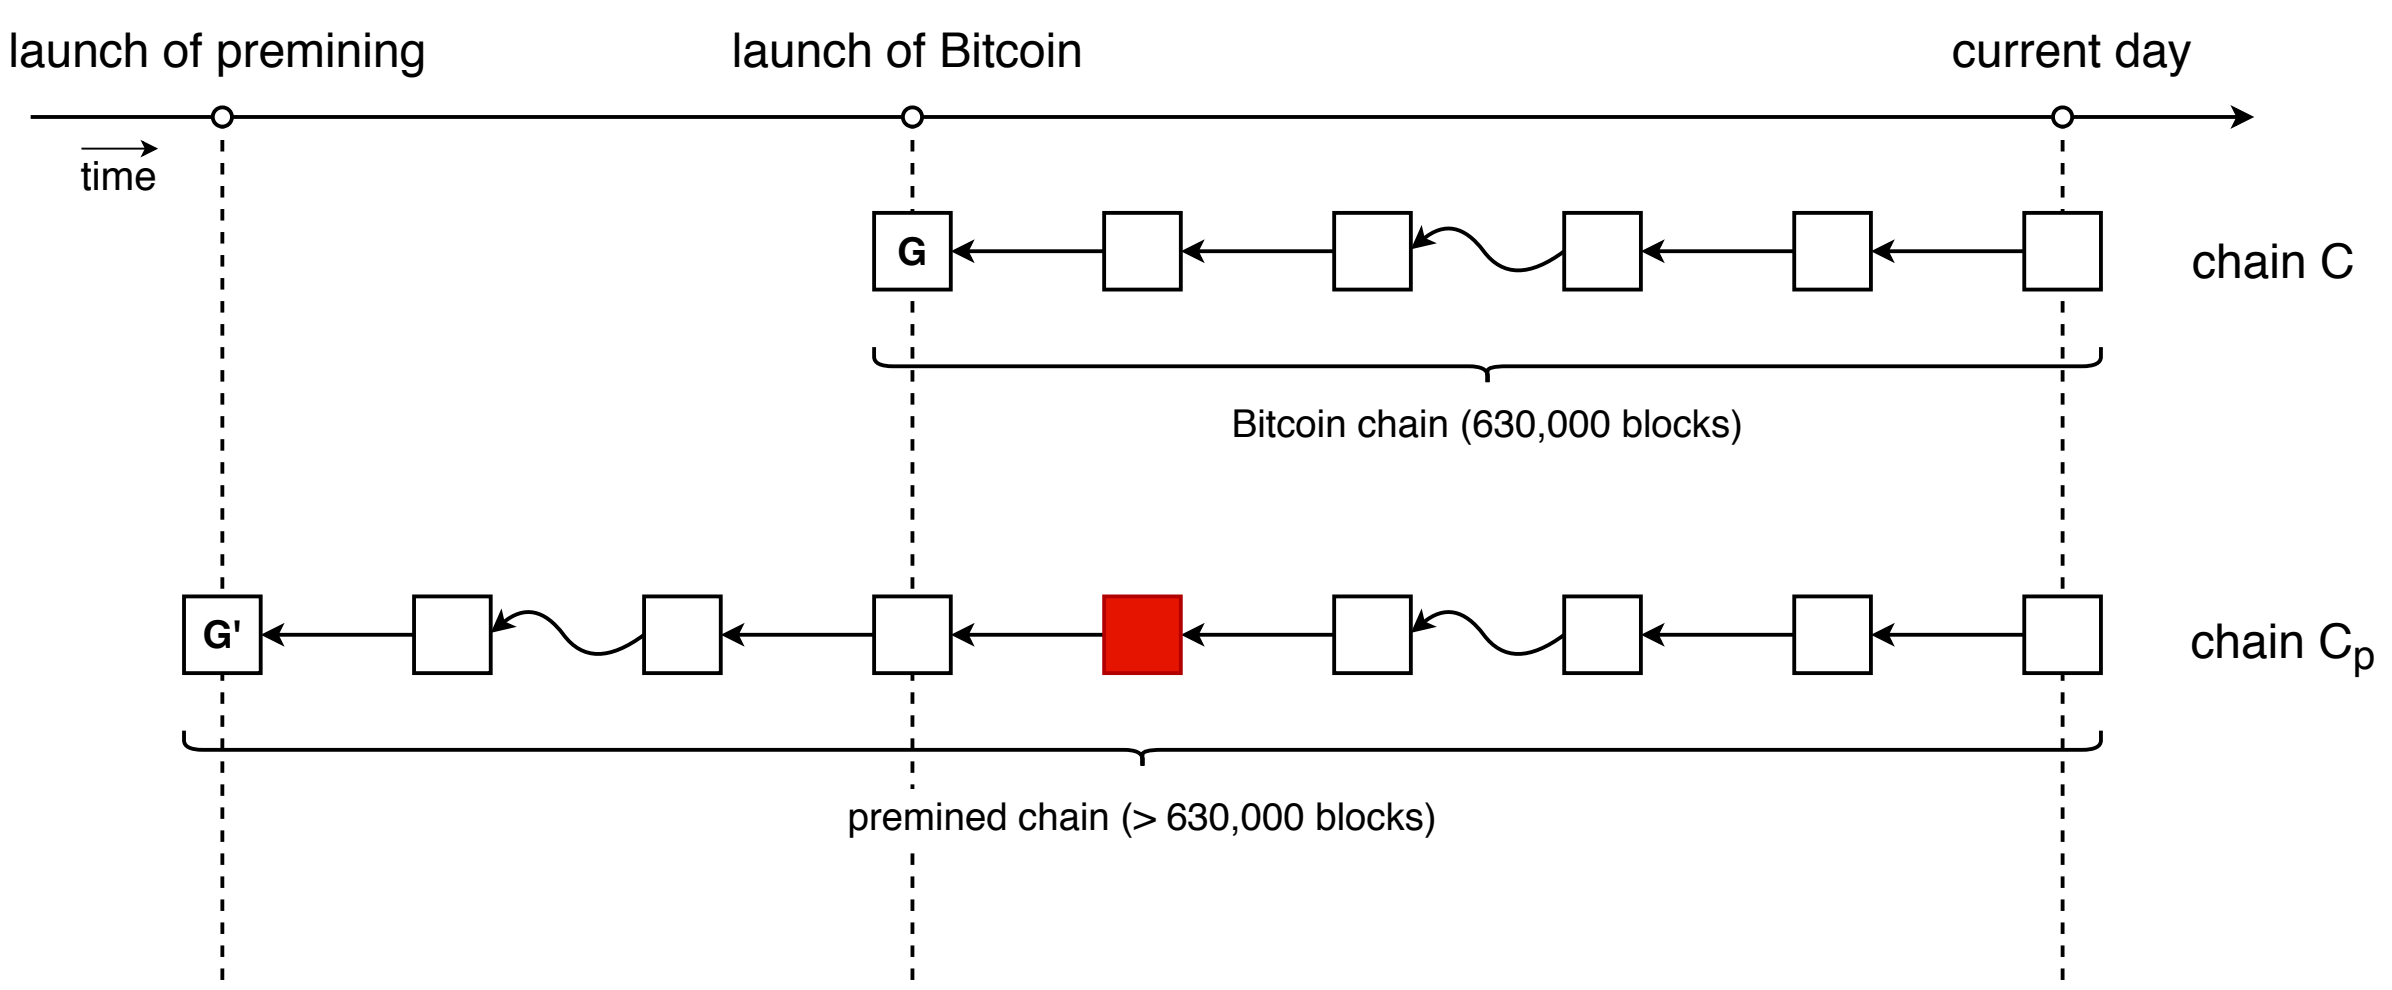 launch of premining
launch of Bitcoin
current day
time
G
chain C
Bitcoin chain (630,000 blocks)
G'
chain Cp
premined chain (> 630,000 blocks)